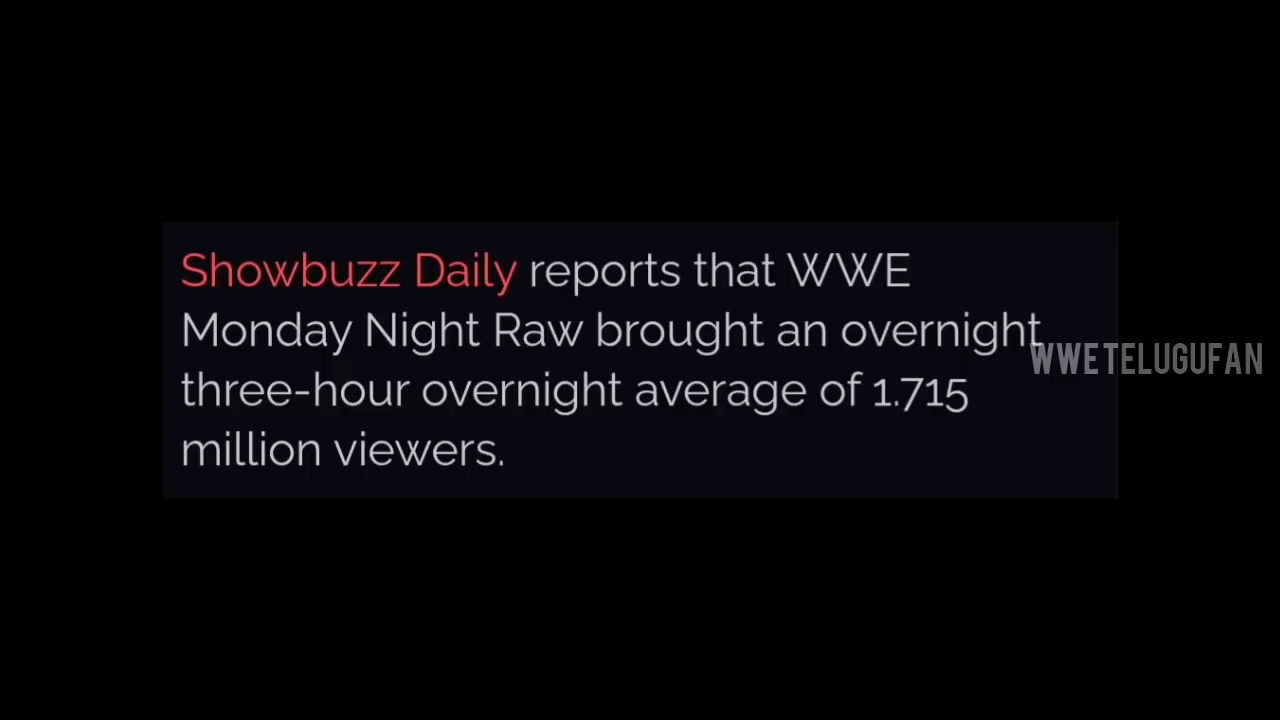 Showbuzz Daily reports that WWE
Monday Night Raw brought an overnight
three-hour overnight average of 1.715
million viewers.
WWETELUGUFAN